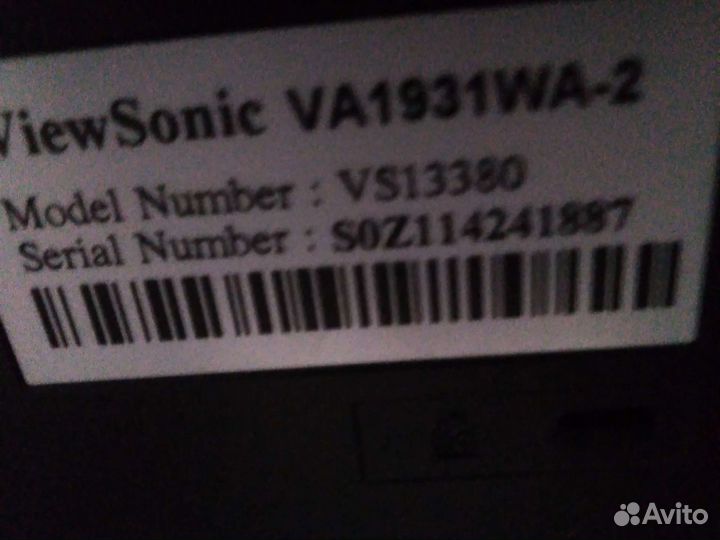 ViewSonic VA1931WA-2
Model Number : VS13380
Serial Number : S0Z114241887
Avito